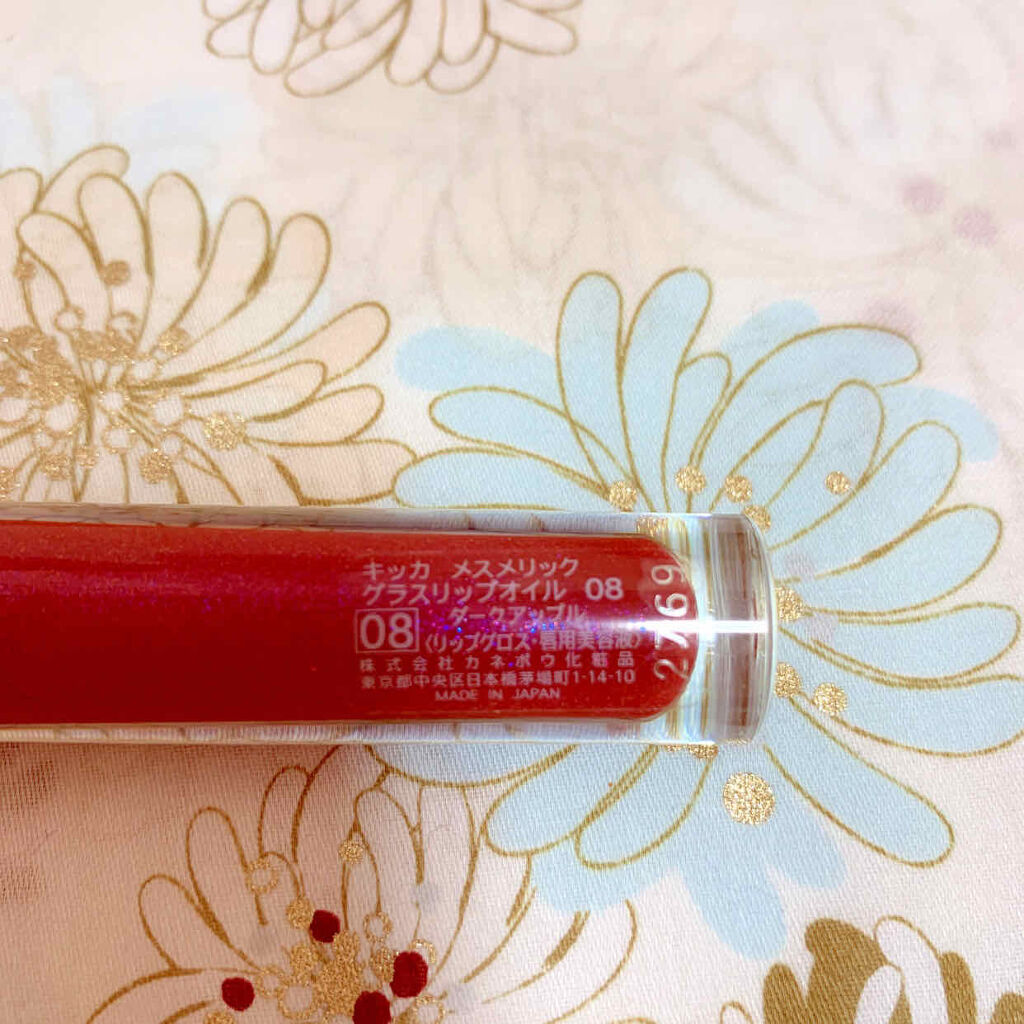 キッカ メスメリック
グラスリップオイル 08
ダークアップル
08
〈リップグロス・唇用美容液〉
株式会社カネボウ化粧品
東京都中央区日本橋茅場町1-14-10
MADE IN JAPAN
2769